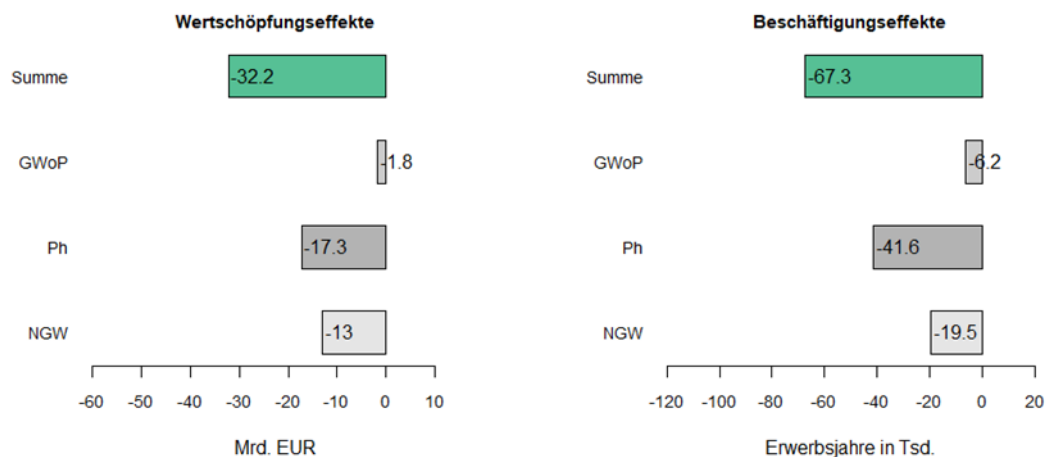 Wertschöpfungseffekte
Summe -32.2
GWoP -1.8
Ph -17.3
NGW -13
-60 -50 -40 -30 -20 -10 0 10
Mrd. EUR
Beschäftigungseffekte
Summe -67.3
GWoP -6.2
Ph -41.6
NGW -19.5
-120 -100 -80 -60 -40 -20 0 20
Erwerbsjahre in Tsd.